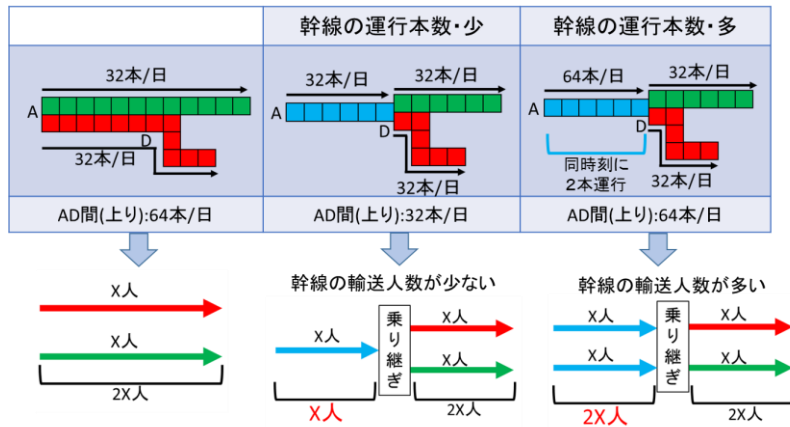 幹線の運行本数・少
幹線の運行本数・多
32本/日
A
D
32本/日
32本/日
32本/日
A
D
32本/日
64本/日
32本/日
A
D
同時刻に
2本運行
32本/日
AD間(上り):64本/日
AD間(上り):32本/日
AD間(上り):64本/日
X人
X人
2X人
幹線の輸送人数が少ない
X人
乗り継ぎ
X人
X人
X人
2X人
幹線の輸送人数が多い
X人
X人
乗り継ぎ
X人
X人
2X人
2X人